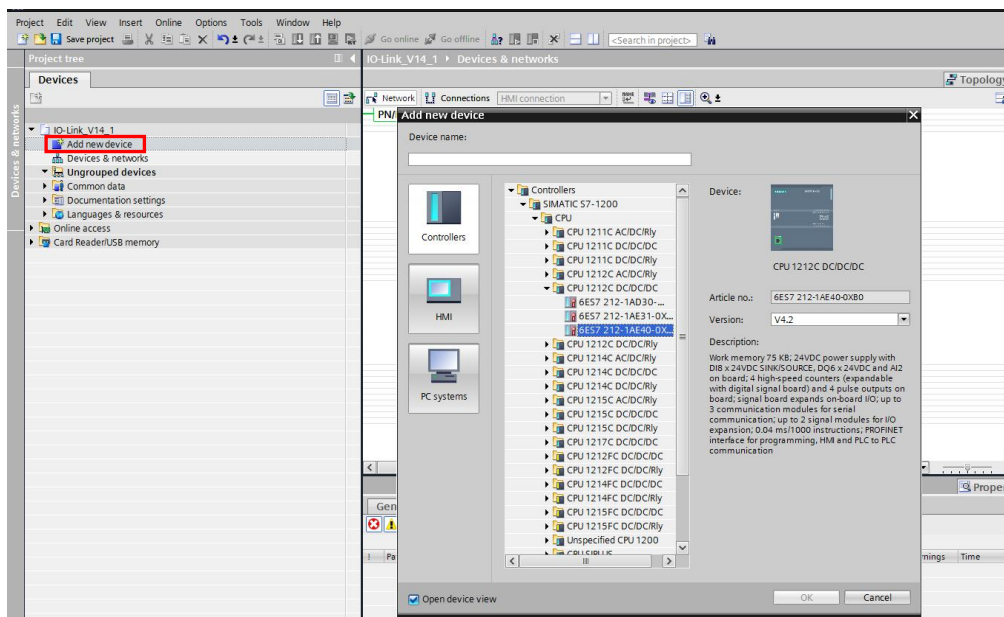 Project Edit View Insert Online Options Tools Window Help
Save project Go online Go offline <Search in project>
Project tree
IO-Link_V14_1 Devices & networks
Devices
Topology
Network Connections HMI connection
Devices & networks
PN/
IO-Link_V14_1
Add new device
Devices & networks
Ungrouped devices
Common data
Documentation settings
Languages & resources
Online access
Card Reader/USB memory
Add new device
Device name:
Controllers
HMI
PC systems
Controllers
SIMATIC S7-1200
CPU
CPU 1211C AC/DC/Rly
CPU 1211C DC/DC/DC
CPU 1211C DC/DC/Rly
CPU 1212C AC/DC/Rly
CPU 1212C DC/DC/DC
6ES7 212-1AD30-...
6ES7 212-1AE31-0X...
6ES7 212-1AE40-0X...
CPU 1212C DC/DC/Rly
CPU 1214C AC/DC/Rly
CPU 1214C DC/DC/DC
CPU 1214C DC/DC/Rly
CPU 1215C AC/DC/Rly
CPU 1215C DC/DC/DC
CPU 1215C DC/DC/Rly
CPU 1217C DC/DC/DC
CPU 1212FC DC/DC/DC
CPU 1212FC DC/DC/Rly
CPU 1214FC DC/DC/DC
CPU 1214FC DC/DC/Rly
CPU 1215FC DC/DC/DC
CPU 1215FC DC/DC/Rly
Unspecified CPU 1200
CPU SIPLUS
Device:
CPU 1212C DC/DC/DC
Article no.: 6ES7 212-1AE40-0XB0
Version: V4.2
Description:
Work memory 75 KB; 24VDC power supply with
DI8 x 24VDC SINK/SOURCE, DQ6 x 24VDC and AI2
on board; 4 high-speed counters (expandable
with digital signal board) and 4 pulse outputs on
board; signal board expands on-board I/O; up to
3 communication modules for serial
communication; up to 2 signal modules for I/O
expansion; 0.04 ms/1000 instructions; PROFINET
interface for programming, HMI and PLC to PLC
communication
Open device view
OK Cancel
Proper
Gen
! Pa
rnings Time